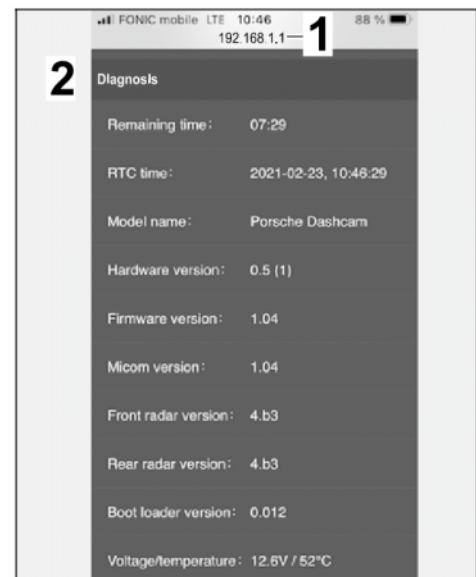 FONIC mobile LTE 10:46 88 %
192.168.1.1 1
2 Diagnosis
Remaining time: 07:29
RTC time: 2021-02-23, 10:46:29
Model name: Porsche Dashcam
Hardware version: 0.5 (1)
Firmware version: 1.04
Micom version: 1.04
Front radar version: 4.b3
Rear radar version: 4.b3
Boot loader version: 0.012
Voltage/temperature: 12.6V / 52°C